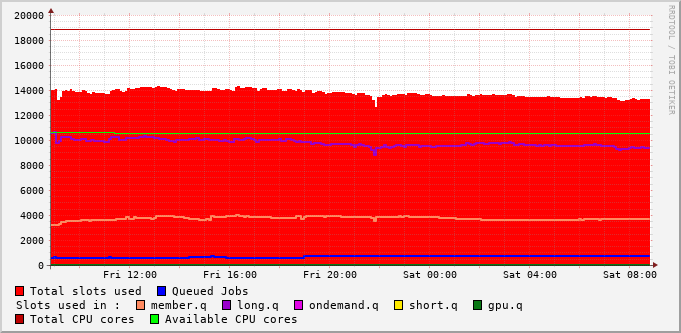 20000
18000
16000
14000
12000
10000
8000
6000
4000
2000
0
Fri 12:00 Fri 16:00 Fri 20:00 Sat 00:00 Sat 04:00 Sat 08:00
RRDTOOL / TOBI OETIKER
Total slots used Queued Jobs
Slots used in : member.q long.q ondemand.q short.q gpu.q
Total CPU cores Available CPU cores